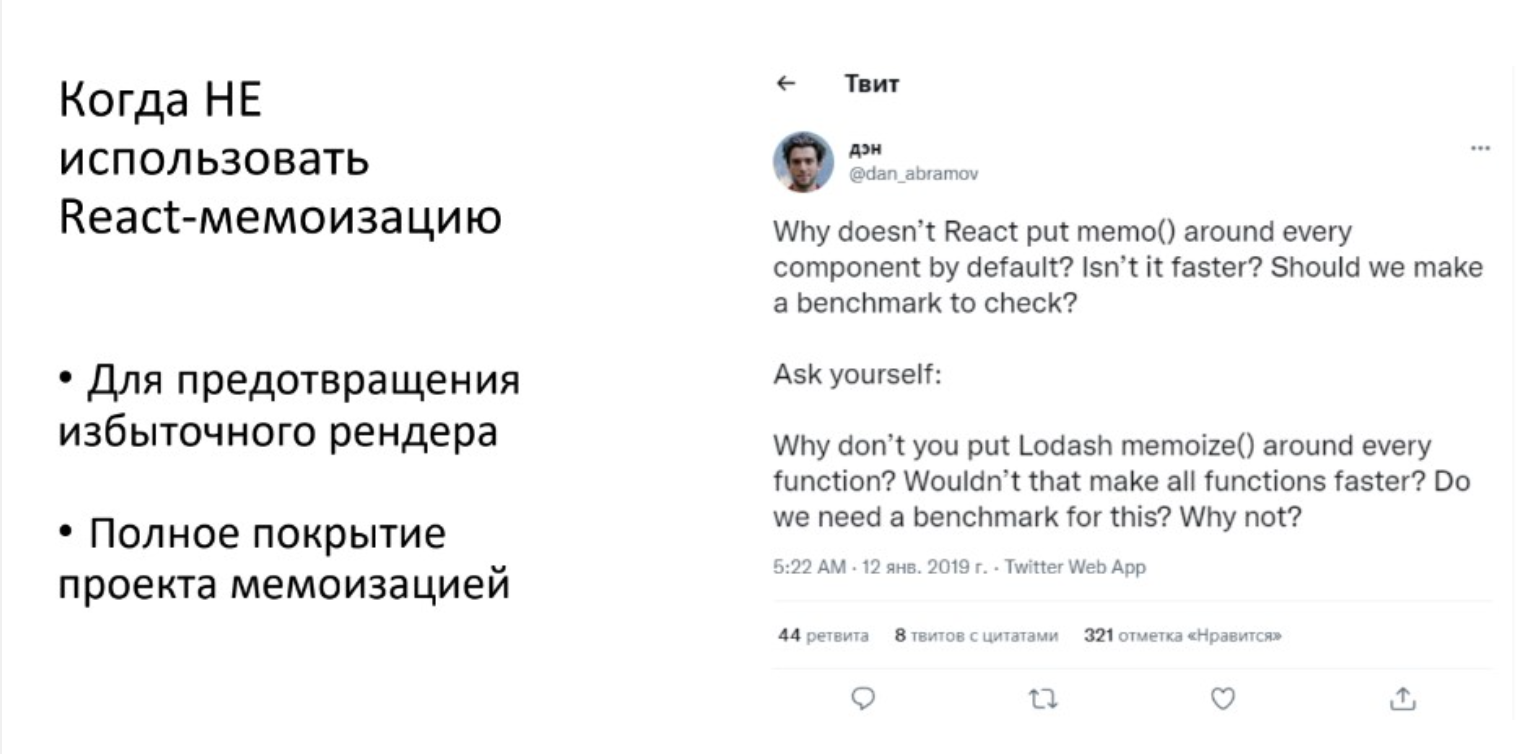 Когда НЕ
использовать
React-мемоизацию
• Для предотвращения
избыточного рендера
• Полное покрытие
проекта мемоизацией
Твит
дэн
@dan_abramov
Why doesn’t React put memo() around every
component by default? Isn’t it faster? Should we make
a benchmark to check?
Ask yourself:
Why don’t you put Lodash memoize() around every
function? Wouldn’t that make all functions faster? Do
we need a benchmark for this? Why not?
5:22 AM · 12 янв. 2019 г. · Twitter Web App
44 ретвита 8 твитов с цитатами 321 отметка «Нравится»